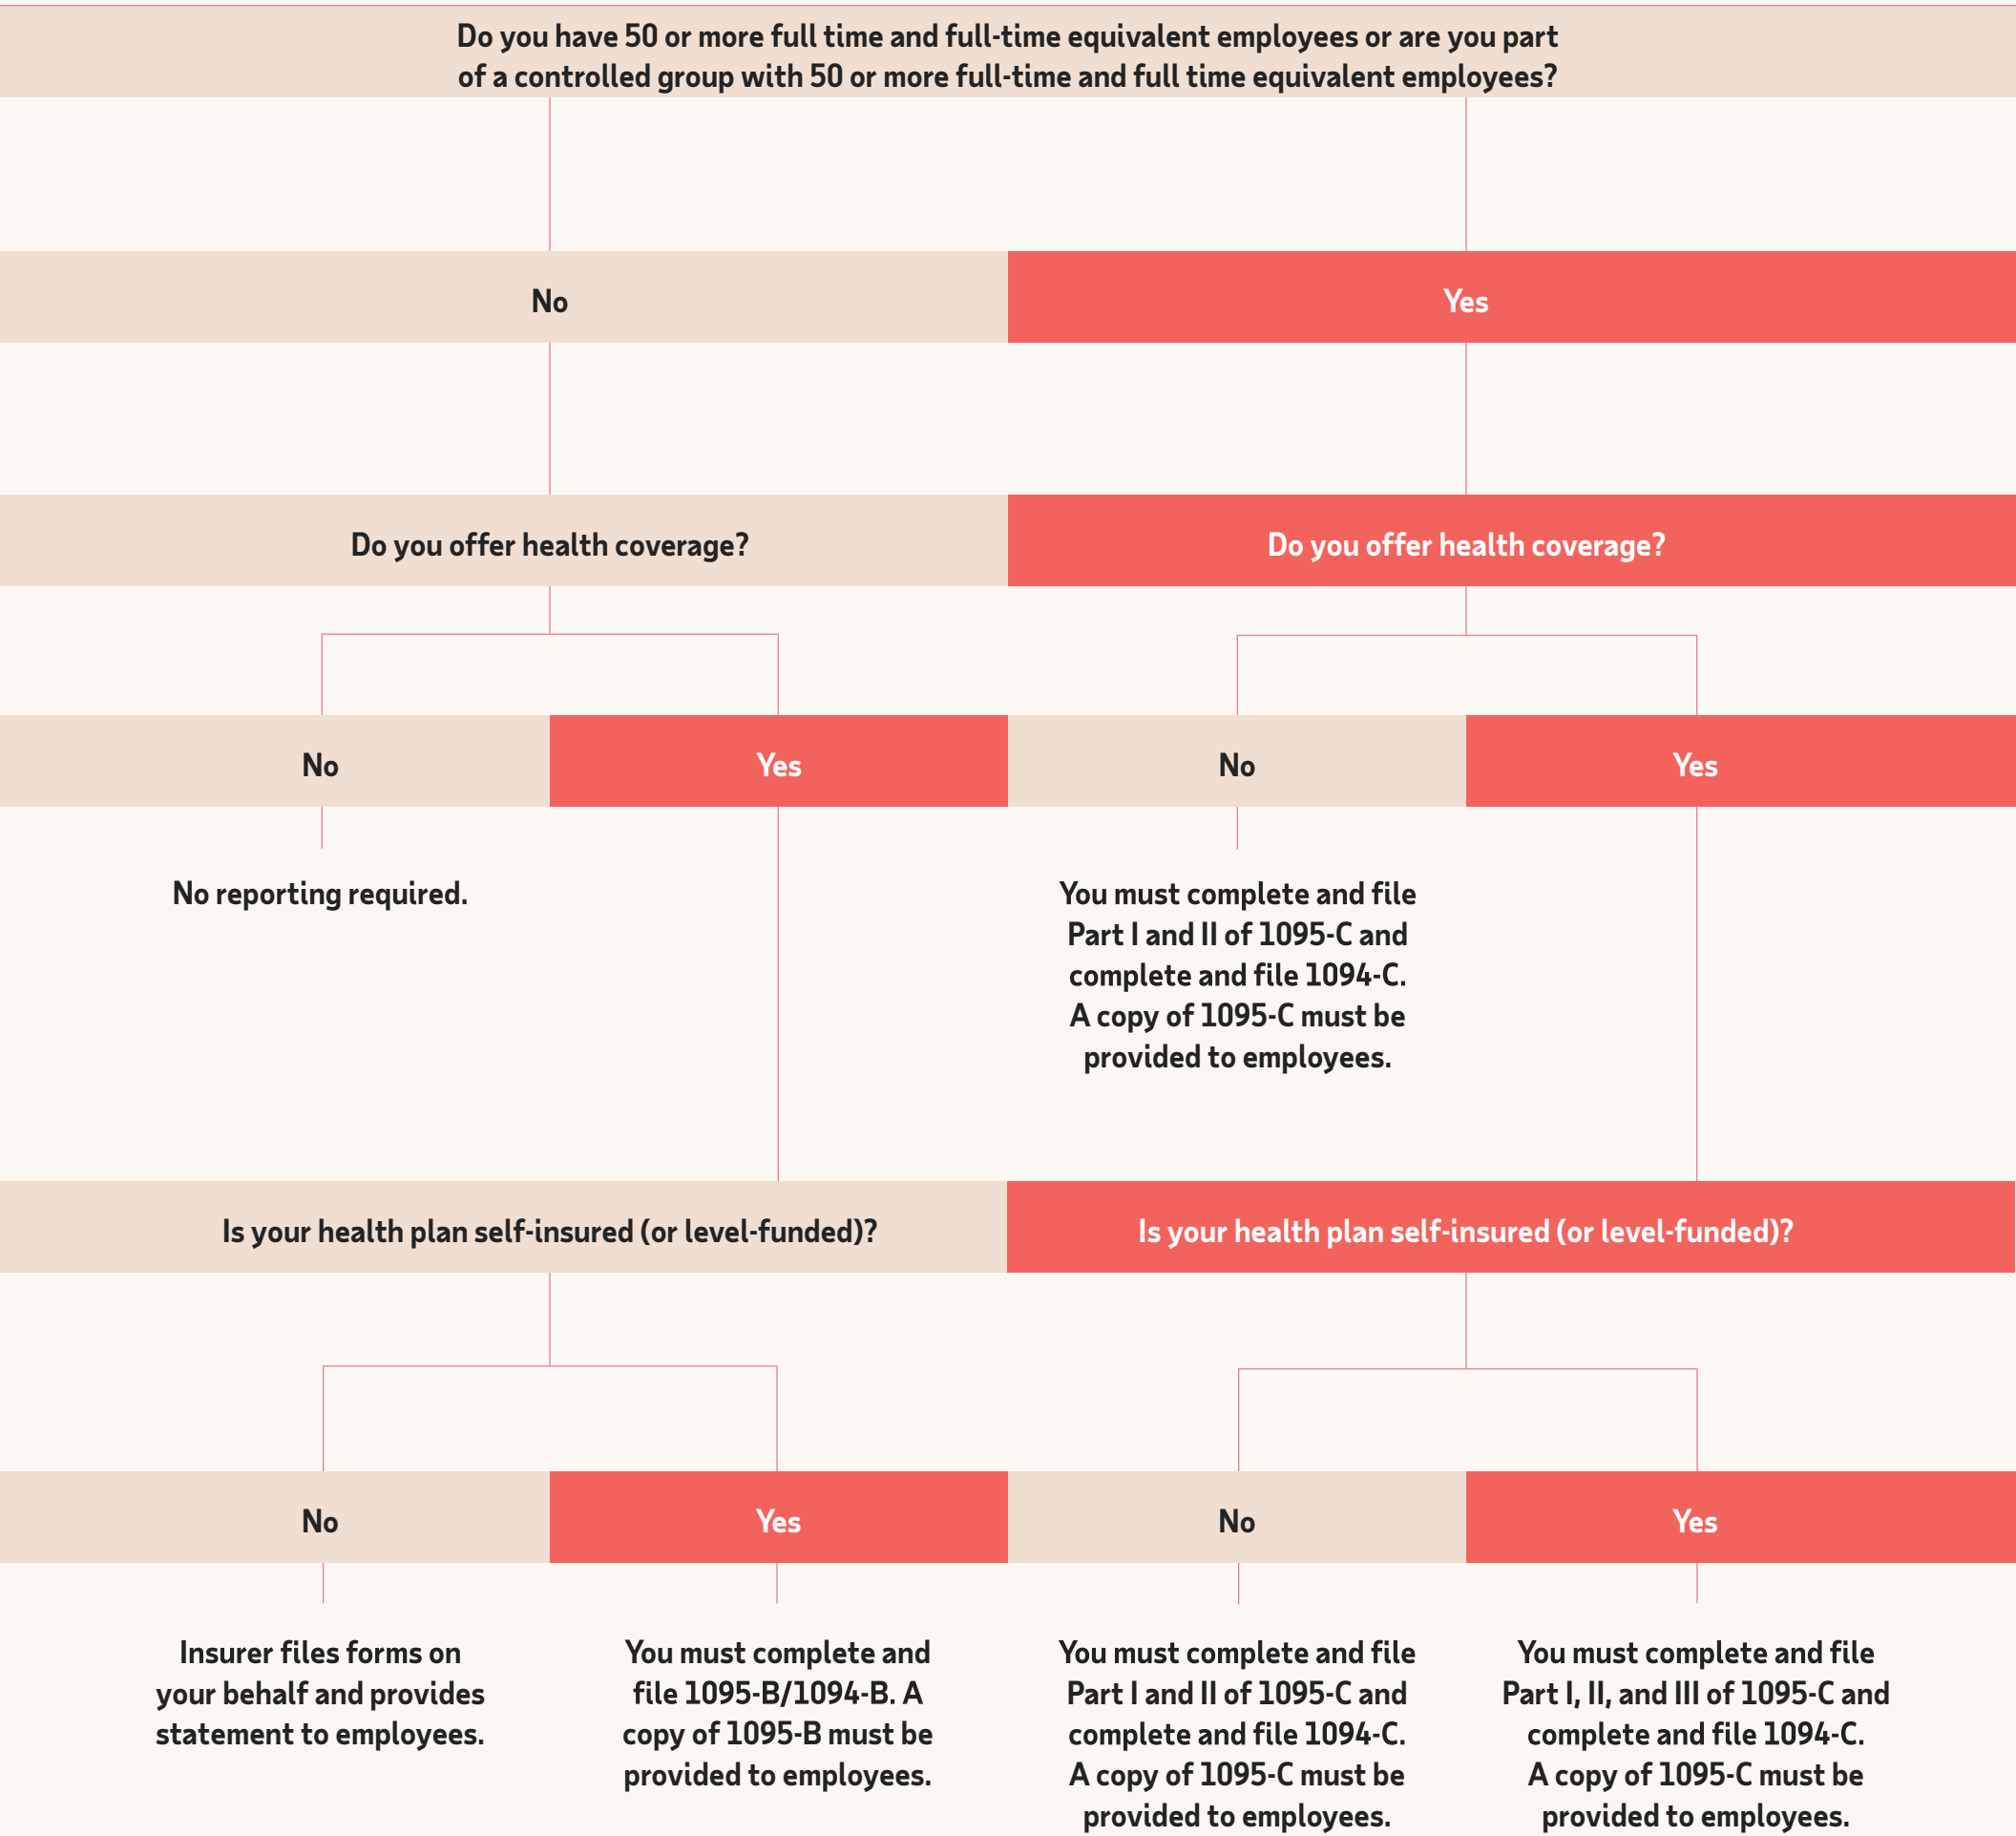 Do you have 50 or more full time and full-time equivalent employees or are you part
of a controlled group with 50 or more full-time and full time equivalent employees?
No
Yes
Do you offer health coverage?
Do you offer health coverage?
No
Yes
No
Yes
No reporting required.
You must complete and file
Part I and II of 1095-C and
complete and file 1094-C.
A copy of 1095-C must be
provided to employees.
Is your health plan self-insured (or level-funded)?
Is your health plan self-insured (or level-funded)?
No
Yes
No
Yes
Insurer files forms on
your behalf and provides
statement to employees.
You must complete and
file 1095-B/1094-B. A
copy of 1095-B must be
provided to employees.
You must complete and file
Part I and II of 1095-C and
complete and file 1094-C.
A copy of 1095-C must be
provided to employees.
You must complete and file
Part I, II, and III of 1095-C and
complete and file 1094-C.
A copy of 1095-C must be
provided to employees.